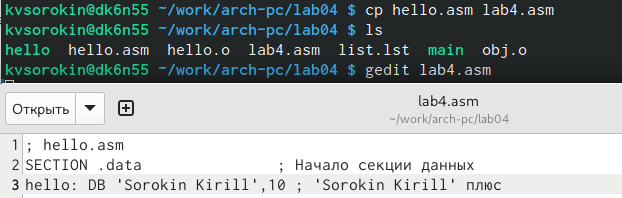 kvsorokin@dk6n55 ~/work/arch-pc/lab04 $ cp hello.asm lab4.asm
kvsorokin@dk6n55 ~/work/arch-pc/lab04 $ ls
hello hello.asm hello.o lab4.asm list.lst main obj.o
kvsorokin@dk6n55 ~/work/arch-pc/lab04 $ gedit lab4.asm
Открыть
lab4.asm
~/work/arch-pc/lab04
1 ; hello.asm
2 SECTION .data ; Начало секции данных
3 hello: DB 'Sorokin Kirill',10 ; 'Sorokin Kirill' плюс